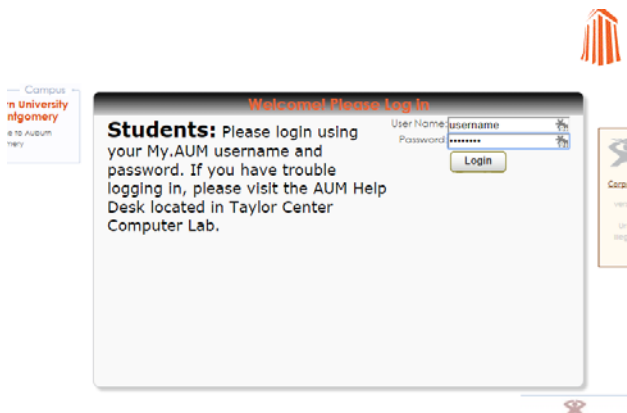 Campus
n University
ntgomery
e to Auburn
mery
Welcome! Please Log in
Students: Please login using
your My.AUM username and
password. If you have trouble
logging in, please visit the AUM Help
Desk located in Taylor Center
Computer Lab.
User Name: username
Password: ••••••••
Login
Corp